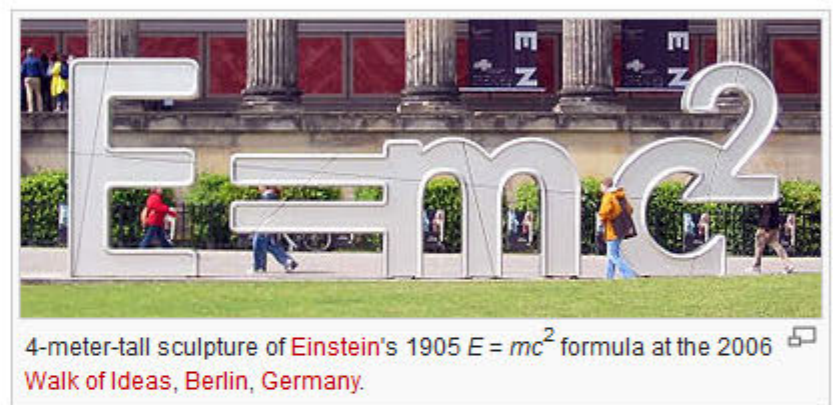 E=mc²
4-meter-tall sculpture of Einstein's 1905 E = mc² formula at the 2006
Walk of Ideas, Berlin, Germany.